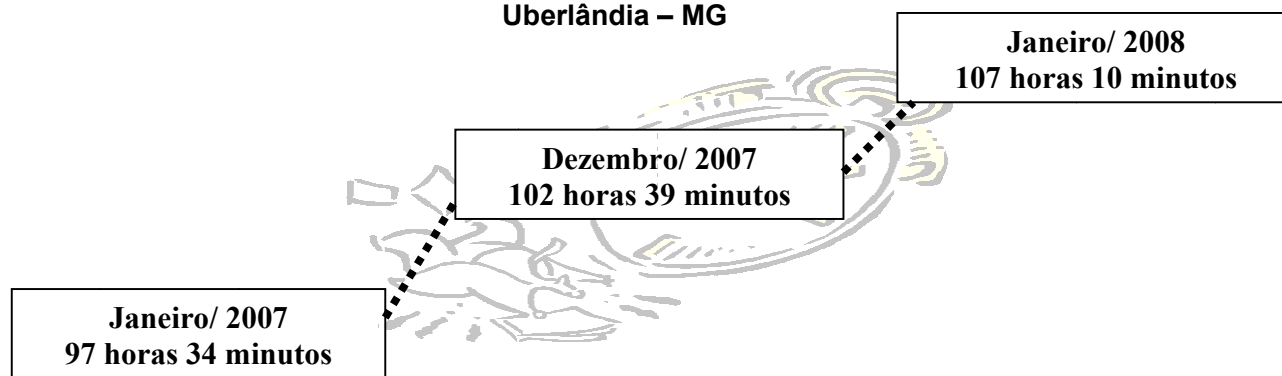 Uberlândia – MG
Janeiro/ 2008
107 horas 10 minutos
Dezembro/ 2007
102 horas 39 minutos
Janeiro/ 2007
97 horas 34 minutos